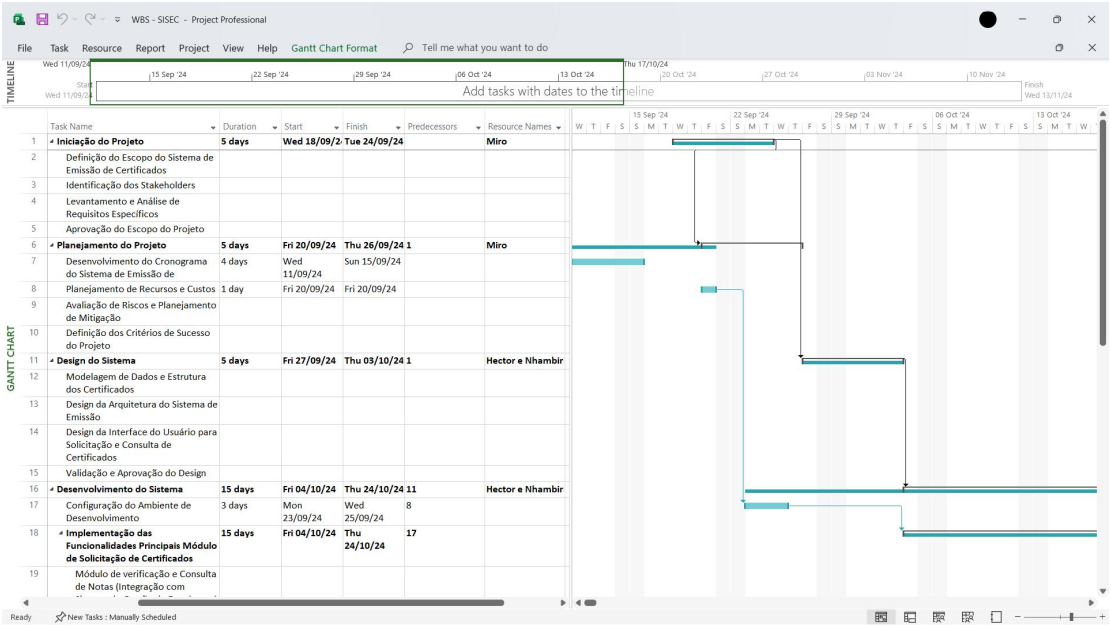 WBS - SISEC - Project Professional
File Task Resource Report Project View Help Gantt Chart Format Tell me what you want to do
TIMELINE
Wed 11/09/24 Thu 17/10/24
15 Sep '24 22 Sep '24 29 Sep '24 06 Oct '24 13 Oct '24 20 Oct '24 27 Oct '24 03 Nov '24 10 Nov '24
Start
Wed 11/09/24
Add tasks with dates to the timeline
Finish
Wed 13/11/24
GANTT CHART
Task Name Duration Start Finish Predecessors Resource Names
15 Sep '24 22 Sep '24 29 Sep '24 06 Oct '24 13 Oct '24
W T F S S M T W T F S S M T W T F S S M T W T F S S M T W T F S S M T W
1 Iniciação do Projeto 5 days Wed 18/09/2 Tue 24/09/24 Miro
2 Definição do Escopo do Sistema de
Emissão de Certificados
3 Identificação dos Stakeholders
4 Levantamento e Análise de
Requisitos Específicos
5 Aprovação do Escopo do Projeto
6 Planejamento do Projeto 5 days Fri 20/09/24 Thu 26/09/24 1 Miro
7 Desenvolvimento do Cronograma 4 days Wed Sun 15/09/24
do Sistema de Emissão de 11/09/24
8 Planejamento de Recursos e Custos 1 day Fri 20/09/24 Fri 20/09/24
9 Avaliação de Riscos e Planejamento
de Mitigação
10 Definição dos Critérios de Sucesso
do Projeto
11 Design do Sistema 5 days Fri 27/09/24 Thu 03/10/24 1 Hector e Nhambir
12 Modelagem de Dados e Estrutura
dos Certificados
13 Design da Arquitetura do Sistema de
Emissão
14 Design da Interface do Usuário para
Solicitação e Consulta de
Certificados
15 Validação e Aprovação do Design
16 Desenvolvimento do Sistema 15 days Fri 04/10/24 Thu 24/10/24 11 Hector e Nhambir
17 Configuração do Ambiente de 3 days Mon Wed 8
Desenvolvimento 23/09/24 25/09/24
18 Implementação das 15 days Fri 04/10/24 Thu 17
Funcionalidades Principais Módulo 24/10/24
de Solicitação de Certificados
19 Módulo de verificação e Consulta
de Notas (Integração com
Ready New Tasks : Manually Scheduled